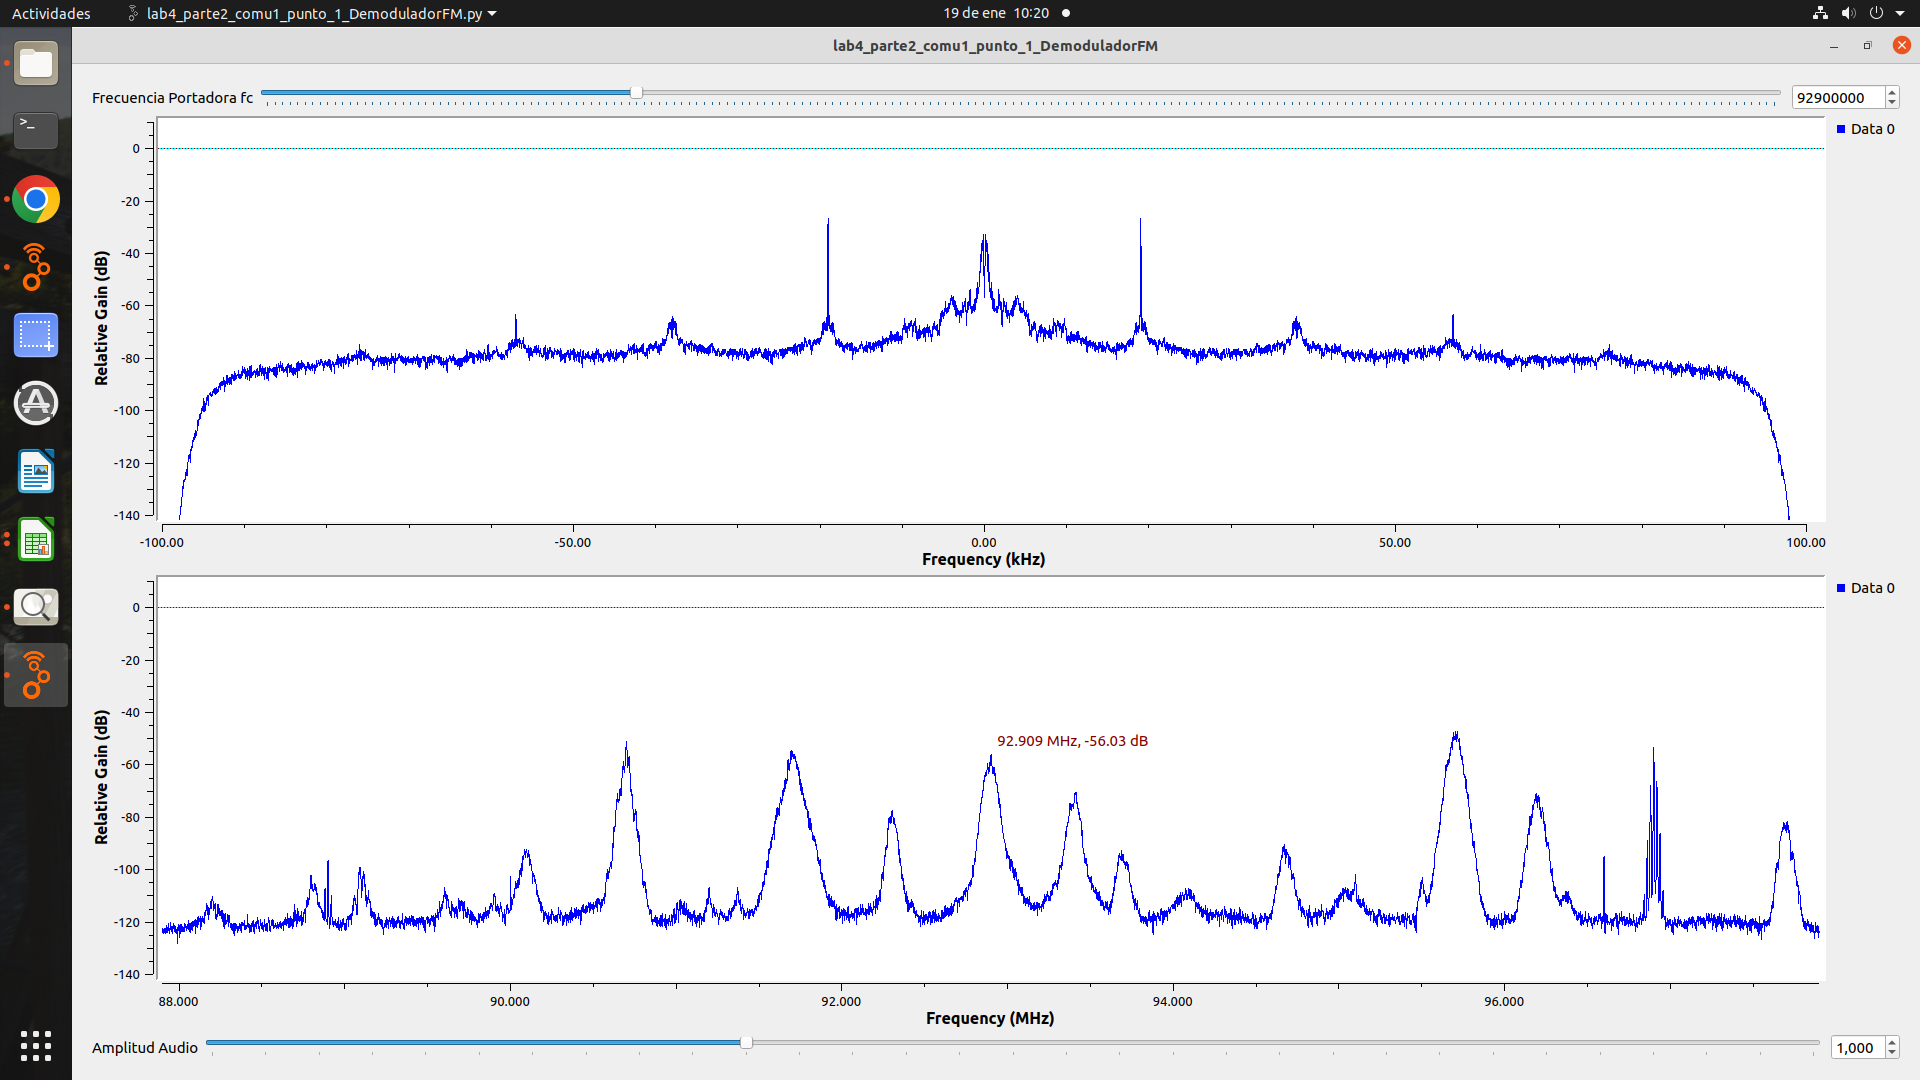 Actividades
lab4_parte2_comu1_punto_1_DemoduladorFM.py
19 de ene 10:20
lab4_parte2_comu1_punto_1_DemoduladorFM
Frecuencia Portadora fc
92900000
Data 0
Relative Gain (dB)
0
-20
-40
-60
-80
-100
-120
-140
-100.00
-50.00
0.00
50.00
100.00
Frequency (kHz)
Data 0
Relative Gain (dB)
0
-20
-40
-60
-80
-100
-120
-140
92.909 MHz, -56.03 dB
88.000
90.000
92.000
94.000
96.000
Frequency (MHz)
Amplitud Audio
1,000